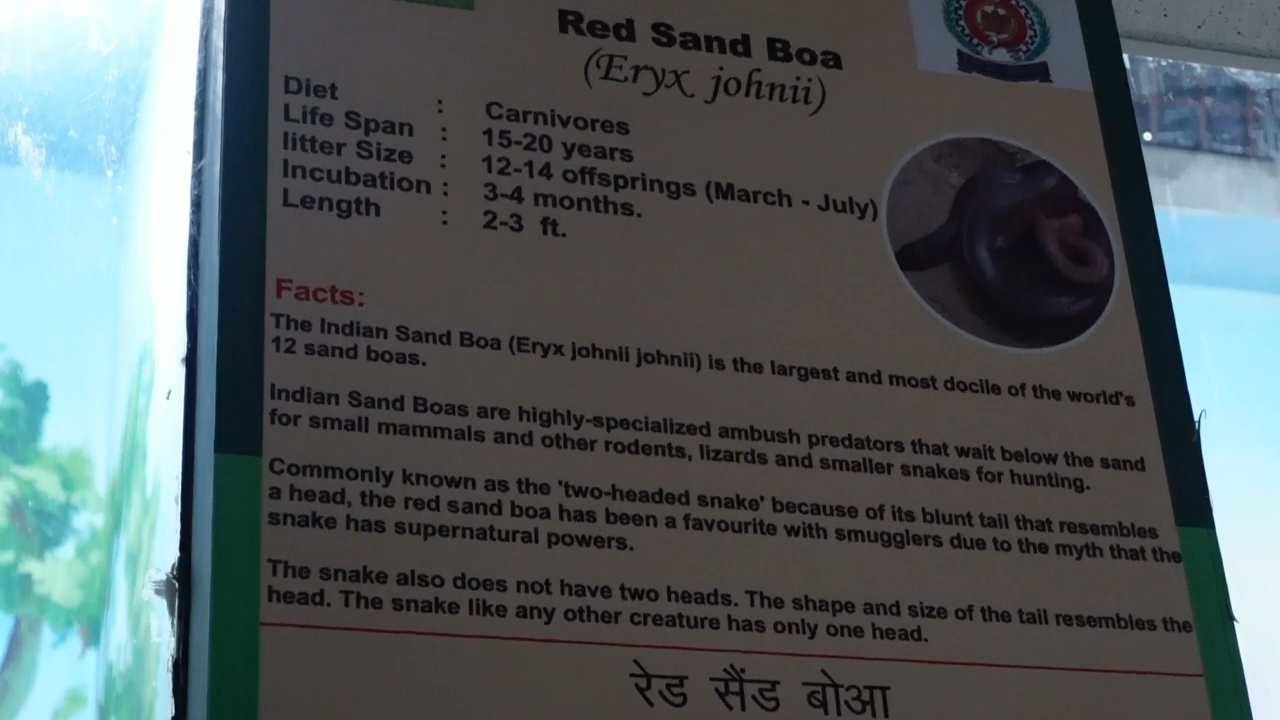 Red Sand Boa
(Eryx johnii)
Diet : Carnivores
Life Span : 15-20 years
litter Size : 12-14 offsprings (March - July)
Incubation : 3-4 months.
Length : 2-3 ft.
Facts:
The Indian Sand Boa (Eryx johnii johnii) is the largest and most docile of the world's
12 sand boas.
Indian Sand Boas are highly-specialized ambush predators that wait below the sand
for small mammals and other rodents, lizards and smaller snakes for hunting.
Commonly known as the 'two-headed snake' because of its blunt tail that resembles
a head, the red sand boa has been a favourite with smugglers due to the myth that the
snake has supernatural powers.
The snake also does not have two heads. The shape and size of the tail resembles the
head. The snake like any other creature has only one head.
रेड सैंड बोआ